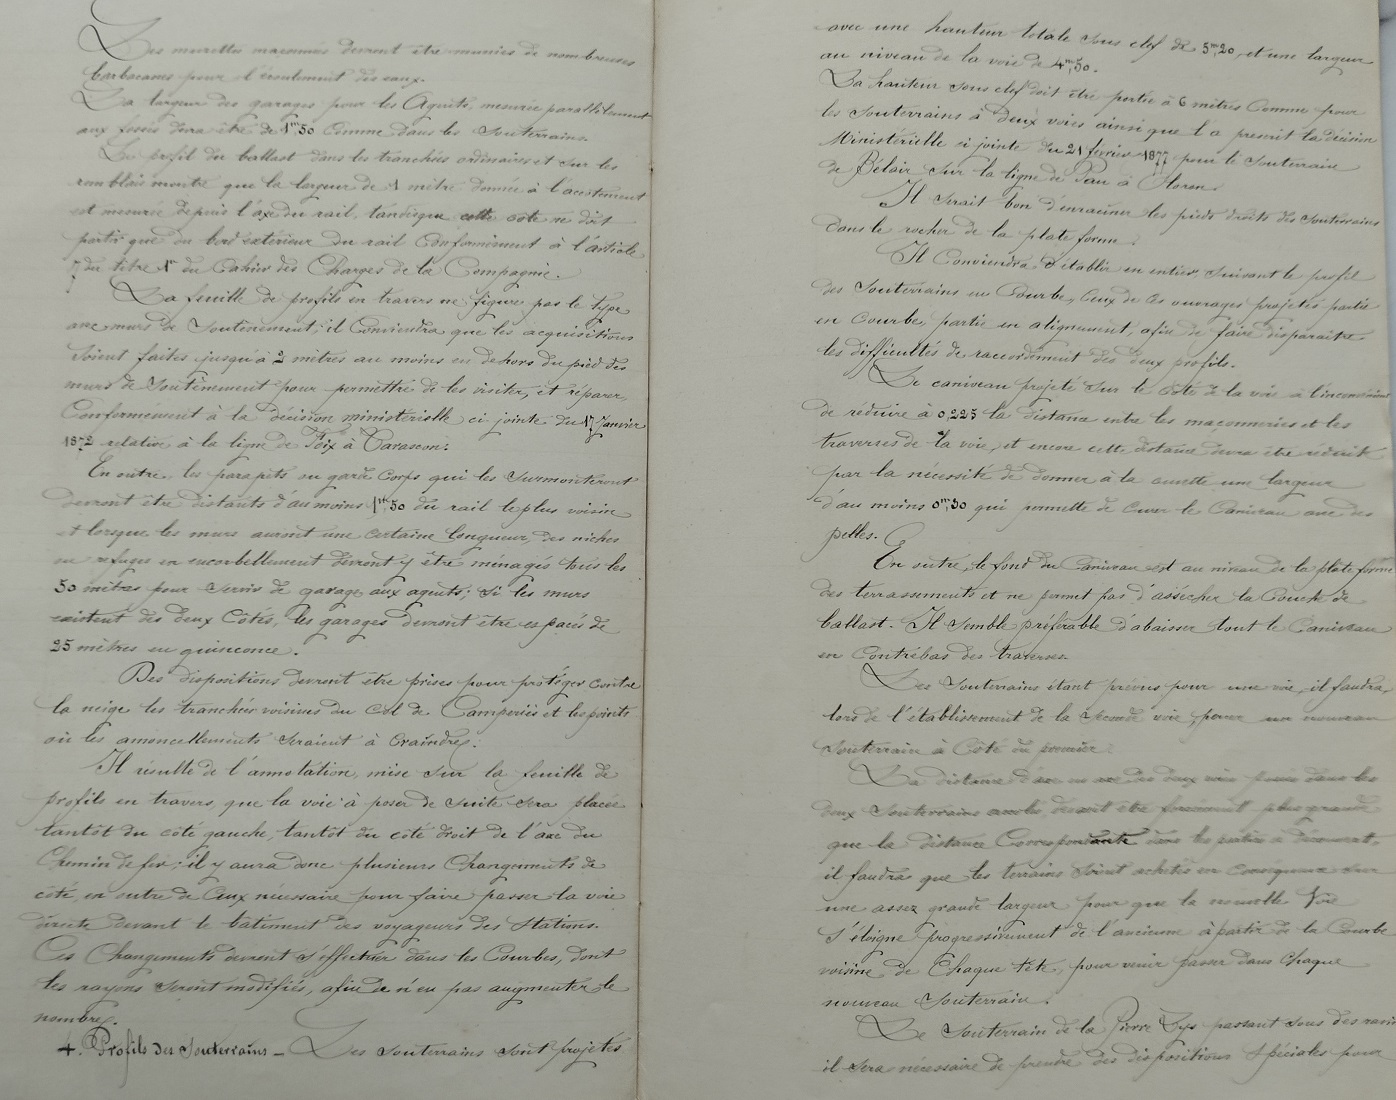 Les murettes maçonnées devront être munies de nombreuses
barbacanes pour l'écoulement des eaux.
La largeur des garages pour les Agents, mesurée parallèlement
aux fossés devra être de 1m,50 comme dans les Souterrains.
Le profil du ballast dans les tranchées ordinaires et sur les
remblais montre que la largeur de 1 mètre donnée à l'accotement
est mesurée depuis l'axe du rail, tandisque cette cote ne doit
partir que du bord extérieur du rail Conformément à l'article
7 du titre 1er du Cahier des Charges de la Compagnie.
La feuille de profils en travers ne figure pas le type
avec murs de Soutènement; il Conviendra que les acquisitions
soient faites jusqu'à 2 mètres au moins en dehors du pied des
murs de Soutènement pour permettre de les visiter, et réparer,
Conformément à la décision ministérielle ci jointe du 17 Janvier
1872 relative à la ligne de Foix à Tarascon.
En outre, les parapets ou garde Corps qui les Surmonteront
devront être distants d'au moins 1m,50 du rail le plus voisin
et lorsque les murs auront une certaine longueur, des niches
ou refuges en encorbellement devront y être ménagés tous les
50 mètres pour servir de garage aux agents; si les murs
existent des deux Côtés, les garages devront être espacés de
25 mètres en quinconce.
Des dispositions devront être prises pour protéger contre
la neige les tranchées voisines du Col de Campériè et les points
où les amoncellements seraient à Craindre.
Il résulte de l'annotation, mise sur la feuille de
profils en travers, que la voie à poser de suite sera placée
tantôt du côté gauche, tantôt du côté droit de l'axe du
Chemin de fer; il y aura donc plusieurs Changements de
côté, en outre de Ceux nécessaire pour faire passer la voie
directe devant le bâtiment des voyageurs des Stations.
Ces Changements devront s'effectuer dans les Courbes, dont
les rayons seront modifiés, afin de n'en pas augmenter le
nombre.
4. Profils des Souterrains – Les Souterrains sont projetés
avec une hauteur totale sous clef de 5m,20, et une largeur
au niveau de la voie de 4m,50.
La hauteur sous clef doit être portée à 6 mètres Comme pour
les Souterrains à deux voies ainsi que l'a prescrit la décision
Ministérielle ci jointe du 21 février 1877 pour le Souterrain
de Bélair sur la ligne de Pau à Oloron.
Il serait bon d'enraciner les pieds droits des Souterrains
dans le rocher de la plate forme.
Il Conviendra d'établir en entier suivant le profil
des Souterrains en Courbe, Ceux de ces ouvrages projetés partie
en Courbe, partie en alignement, afin de faire disparaître
les difficultés de raccordement des deux profils.
Le caniveau projeté sur le côté de la voie à l'inconvénient
de réduire à 0,225 la distance entre les maçonneries et les
traverses de la voie, et encore cette distance devra être réduite
par la nécessité de donner à la cunette une largeur
d'au moins 0m,30 qui permette de Curer le Caniveau avec des
pelles.
En outre, le fond du Caniveau est au niveau de la plate forme
des terrassements et ne permet pas d'assécher la Couche de
ballast. Il semble préférable d'abaisser tout le Caniveau
en Contrebas des traverses.
Les Souterrains étant prévus pour une voie, il faudra,
lors de l'établissement de la seconde voie, percer un nouveau
Souterrain à Côté du premier.
La distance d'axe en axe des deux voies posées dans les
deux Souterrains accolés, devant être forcément plus grande
que la distance Correspondante dans les parties à découvert,
il faudra que les terrains soient achetés en conséquence sur
une assez grande largeur pour que la nouvelle Voie
s'éloigne progressivement de l'ancienne à partir de la Courbe
voisine de Chaque tête, pour venir passer dans Chaque
nouveau Souterrain.
Le Souterrain de la Pierre Lys passant sous des ravins
il sera nécessaire de prendre des dispositions spéciales pour